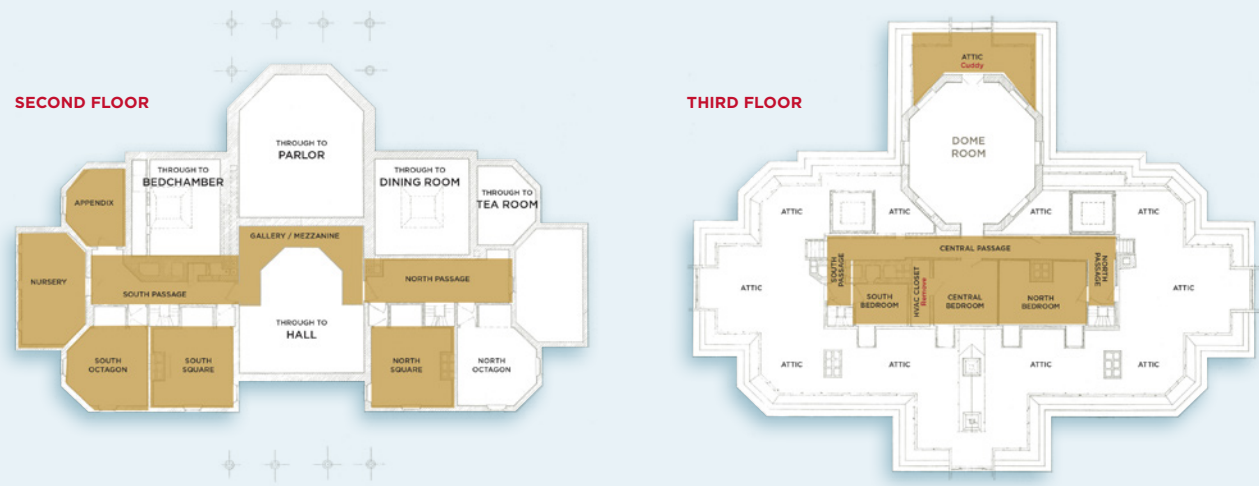 SECOND FLOOR
THROUGH TO
PARLOR
THROUGH TO
BEDCHAMBER
THROUGH TO
DINING ROOM
THROUGH TO
TEA ROOM
APPENDIX
GALLERY / MEZZANINE
NURSERY
SOUTH PASSAGE
NORTH PASSAGE
THROUGH TO
HALL
SOUTH
OCTAGON
SOUTH
SQUARE
NORTH
SQUARE
NORTH
OCTAGON
THIRD FLOOR
ATTIC
Cuddy
DOME
ROOM
ATTIC
ATTIC
ATTIC
ATTIC
CENTRAL PASSAGE
SOUTH
PASSAGE
NORTH
PASSAGE
ATTIC
ATTIC
SOUTH
BEDROOM
HVAC CLOSET
Remove
CENTRAL
BEDROOM
NORTH
BEDROOM
ATTIC
ATTIC
ATTIC
ATTIC